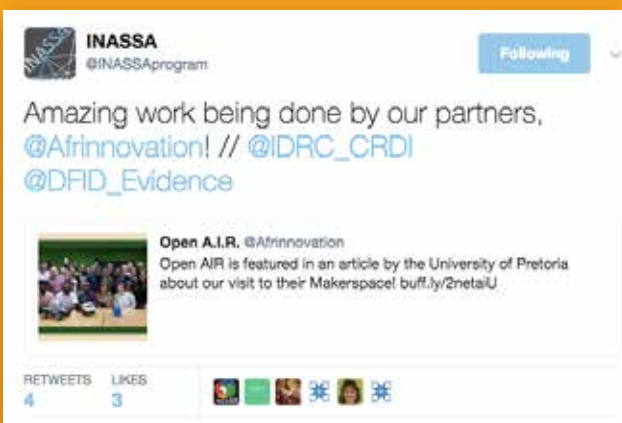 INASSA
@INASSAprogram
Following
Amazing work being done by our partners,
@Afrinnovation! // @IDRC_CRDI
@DFID_Evidence
Open A.I.R. @Afrinnovation
Open AIR is featured in an article by the University of Pretoria
about our visit to their Makerspace! buff.ly/2netaiU
RETWEETS LIKES
4 3